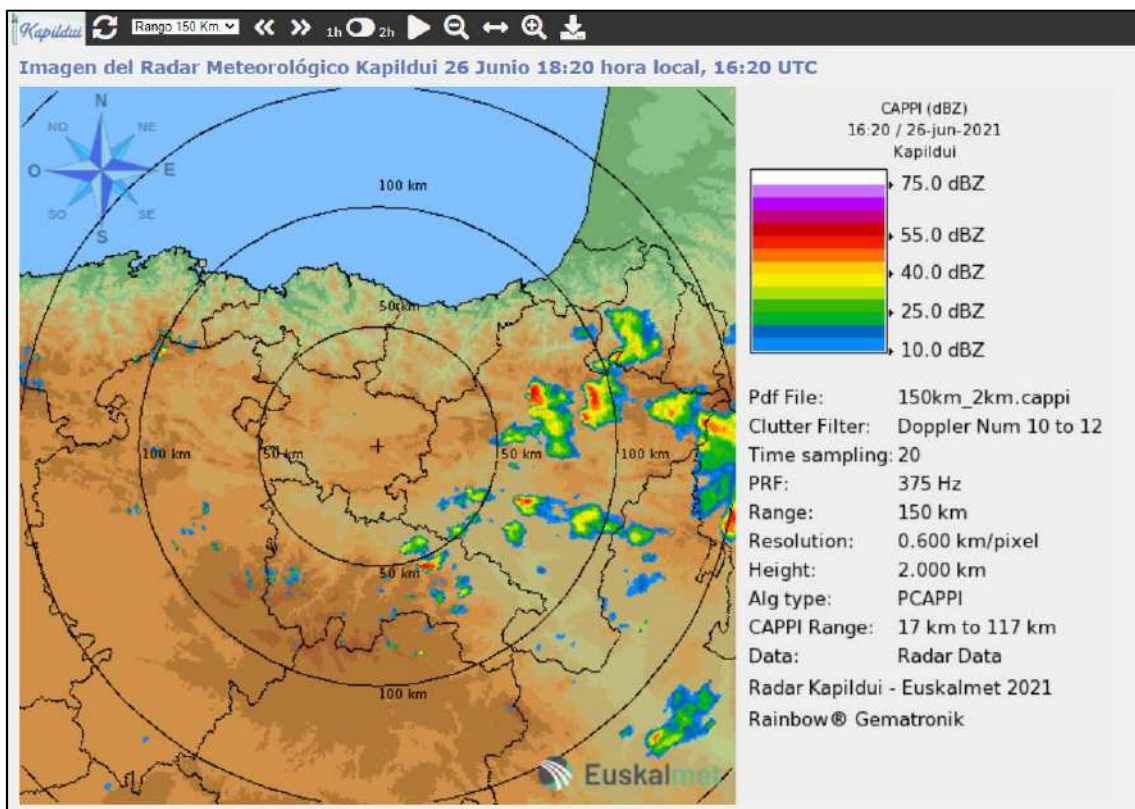 Kapildui
Rango 150 Km.
1h
2h
Imagen del Radar Meteorológico Kapildui 26 Junio 18:20 hora local, 16:20 UTC
N
NO
NE
O
E
SO
SE
S
100 km
50 km
100 km
50 km
50 km
100 km
50 km
100 km
Euskalmet
CAPPI (dBZ)
16:20 / 26-jun-2021
Kapildui
75.0 dBZ
55.0 dBZ
40.0 dBZ
25.0 dBZ
10.0 dBZ
Pdf File: 150km_2km.cappi
Clutter Filter: Doppler Num 10 to 12
Time sampling: 20
PRF: 375 Hz
Range: 150 km
Resolution: 0.600 km/pixel
Height: 2.000 km
Alg type: PCAPPI
CAPPI Range: 17 km to 117 km
Data: Radar Data
Radar Kapildui - Euskalmet 2021
Rainbow® Gematronik